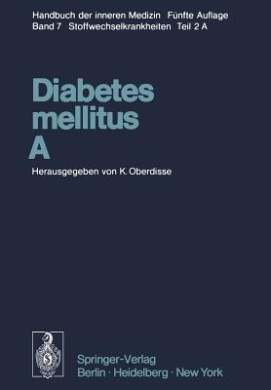 Handbuch der inneren Medizin Fünfte Auflage
Band 7 Stoffwechselkrankheiten Teil 2 A
Diabetes
mellitus
A
Herausgegeben von K. Oberdisse
Springer-Verlag
Berlin · Heidelberg · New York